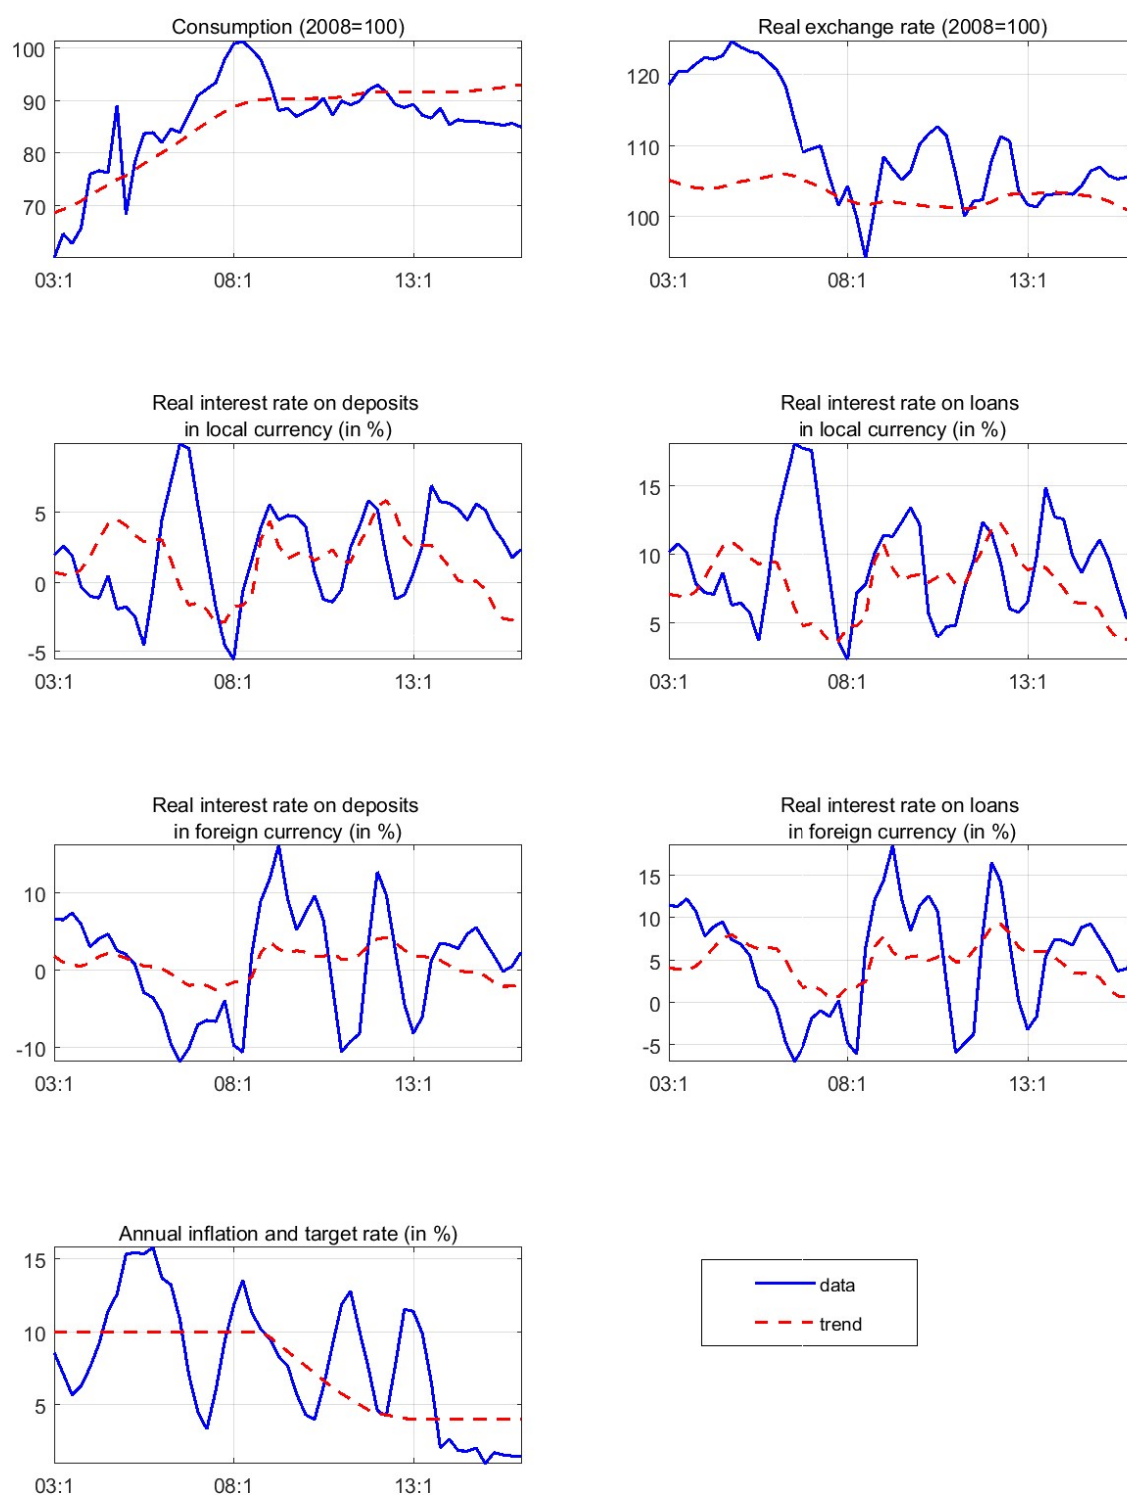 Consumption (2008=100)
100
90
80
70
03:1 08:1 13:1
Real exchange rate (2008=100)
120
110
100
03:1 08:1 13:1
Real interest rate on deposits
in local currency (in %)
5
0
-5
03:1 08:1 13:1
Real interest rate on loans
in local currency (in %)
15
10
5
03:1 08:1 13:1
Real interest rate on deposits
in foreign currency (in %)
10
0
-10
03:1 08:1 13:1
Real interest rate on loans
in foreign currency (in %)
15
10
5
0
-5
03:1 08:1 13:1
Annual inflation and target rate (in %)
15
10
5
03:1 08:1 13:1
data
trend